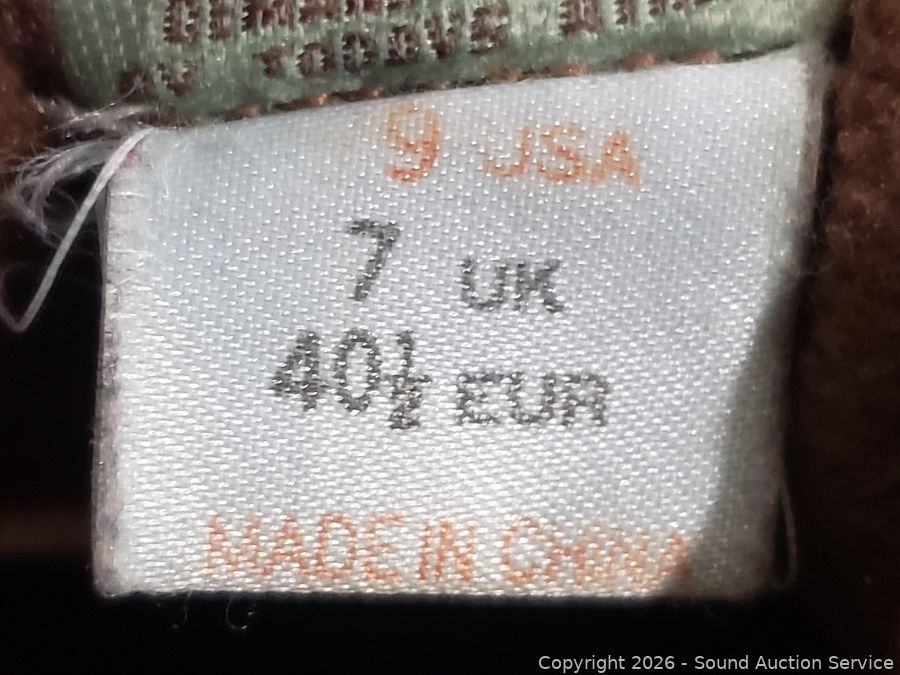 9 USA
7 UK
40½ EUR
MADE IN CHINA
Copyright 2026 - Sound Auction Service